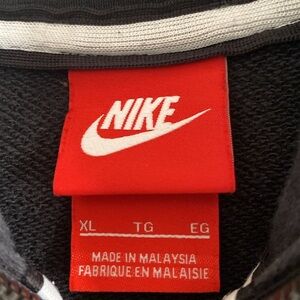 NIKE
XL TG EG
MADE IN MALAYSIA
FABRIQUE EN MALAISIE